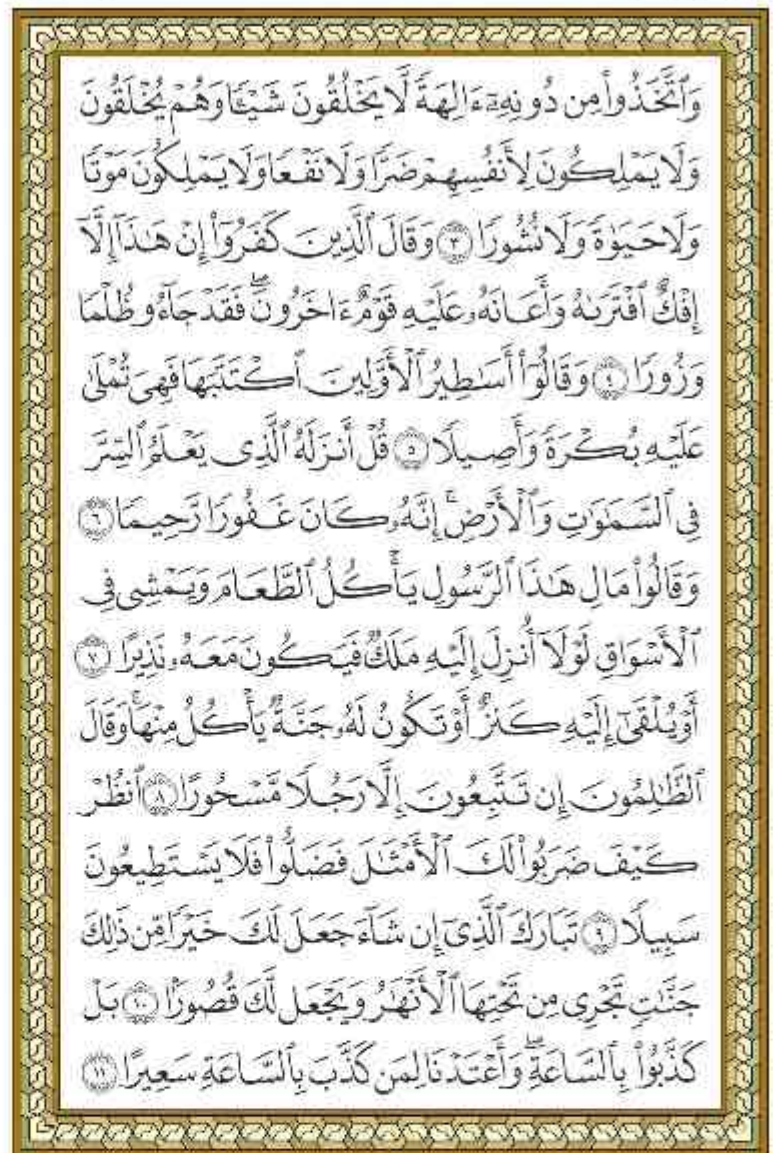 وَٱتَّخَذُوا۟ مِن دُونِهِۦٓ ءَالِهَةً لَّا يَخْلُقُونَ شَيْـًٔا وَهُمْ يُخْلَقُونَ
وَلَا يَمْلِكُونَ لِأَنفُسِهِمْ ضَرًّا وَلَا نَفْعًا وَلَا يَمْلِكُونَ مَوْتًا
وَلَا حَيَوٰةً وَلَا نُشُورًا ٣ وَقَالَ ٱلَّذِينَ كَفَرُوٓا۟ إِنْ هَـٰذَآ إِلَّآ
إِفْكٌ ٱفْتَرَىٰهُ وَأَعَانَهُۥ عَلَيْهِ قَوْمٌ ءَاخَرُونَ ۖ فَقَدْ جَآءُو ظُلْمًا
وَزُورًا ٤ وَقَالُوٓا۟ أَسَـٰطِيرُ ٱلْأَوَّلِينَ ٱكْتَتَبَهَا فَهِىَ تُمْلَىٰ
عَلَيْهِ بُكْرَةً وَأَصِيلًا ٥ قُلْ أَنزَلَهُ ٱلَّذِى يَعْلَمُ ٱلسِّرَّ
فِى ٱلسَّمَـٰوَٰتِ وَٱلْأَرْضِ ۚ إِنَّهُۥ كَانَ غَفُورًا رَّحِيمًا ٦
وَقَالُوا۟ مَالِ هَـٰذَا ٱلرَّسُولِ يَأْكُلُ ٱلطَّعَامَ وَيَمْشِى فِى
ٱلْأَسْوَاقِ ۙ لَوْلَآ أُنزِلَ إِلَيْهِ مَلَكٌ فَيَكُونَ مَعَهُۥ نَذِيرًا ٧
أَوْ يُلْقَىٰٓ إِلَيْهِ كَنزٌ أَوْ تَكُونُ لَهُۥ جَنَّةٌ يَأْكُلُ مِنْهَا ۚ وَقَالَ
ٱلظَّـٰلِمُونَ إِن تَتَّبِعُونَ إِلَّا رَجُلًا مَّسْحُورًا ٨ ٱنظُرْ
كَيْفَ ضَرَبُوا۟ لَكَ ٱلْأَمْثَـٰلَ فَضَلُّوا۟ فَلَا يَسْتَطِيعُونَ
سَبِيلًا ٩ تَبَارَكَ ٱلَّذِىٓ إِن شَآءَ جَعَلَ لَكَ خَيْرًا مِّن ذَٰلِكَ
جَنَّـٰتٍ تَجْرِى مِن تَحْتِهَا ٱلْأَنْهَـٰرُ وَيَجْعَل لَّكَ قُصُورًۢا ١٠ بَلْ
كَذَّبُوا۟ بِٱلسَّاعَةِ ۖ وَأَعْتَدْنَا لِمَن كَذَّبَ بِٱلسَّاعَةِ سَعِيرًا ١١